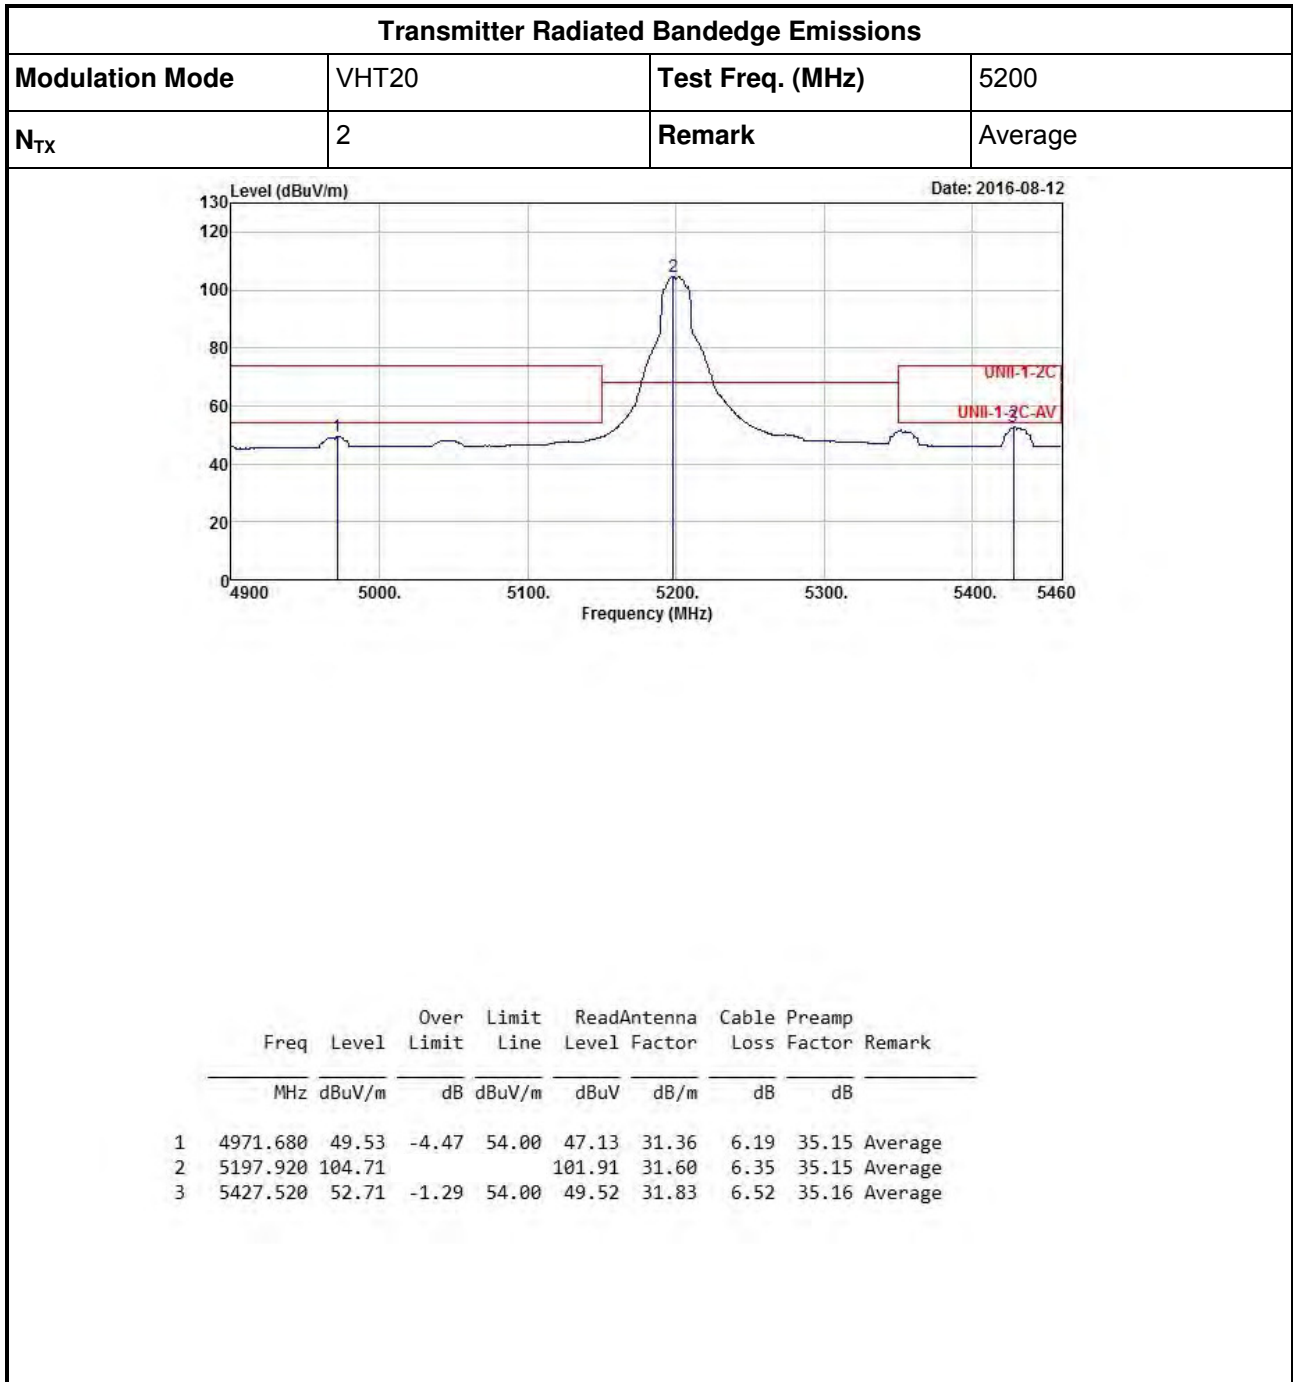 Transmitter Radiated Bandedge Emissions
Modulation Mode VHT20 Test Freq. (MHz) 5200
NTX 2 Remark Average
Level (dBuV/m) Date: 2016-08-12
130
120
100
80
60
40
20
0
2
1
3
UNII-1-2C
UNII-1-2C-AV
4900 5000. 5100. 5200. 5300. 5400. 5460
Frequency (MHz)
Over Limit ReadAntenna Cable Preamp
Freq Level Limit Line Level Factor Loss Factor Remark
MHz dBuV/m dB dBuV/m dBuV dB/m dB dB
1 4971.680 49.53 -4.47 54.00 47.13 31.36 6.19 35.15 Average
2 5197.920 104.71 101.91 31.60 6.35 35.15 Average
3 5427.520 52.71 -1.29 54.00 49.52 31.83 6.52 35.16 Average